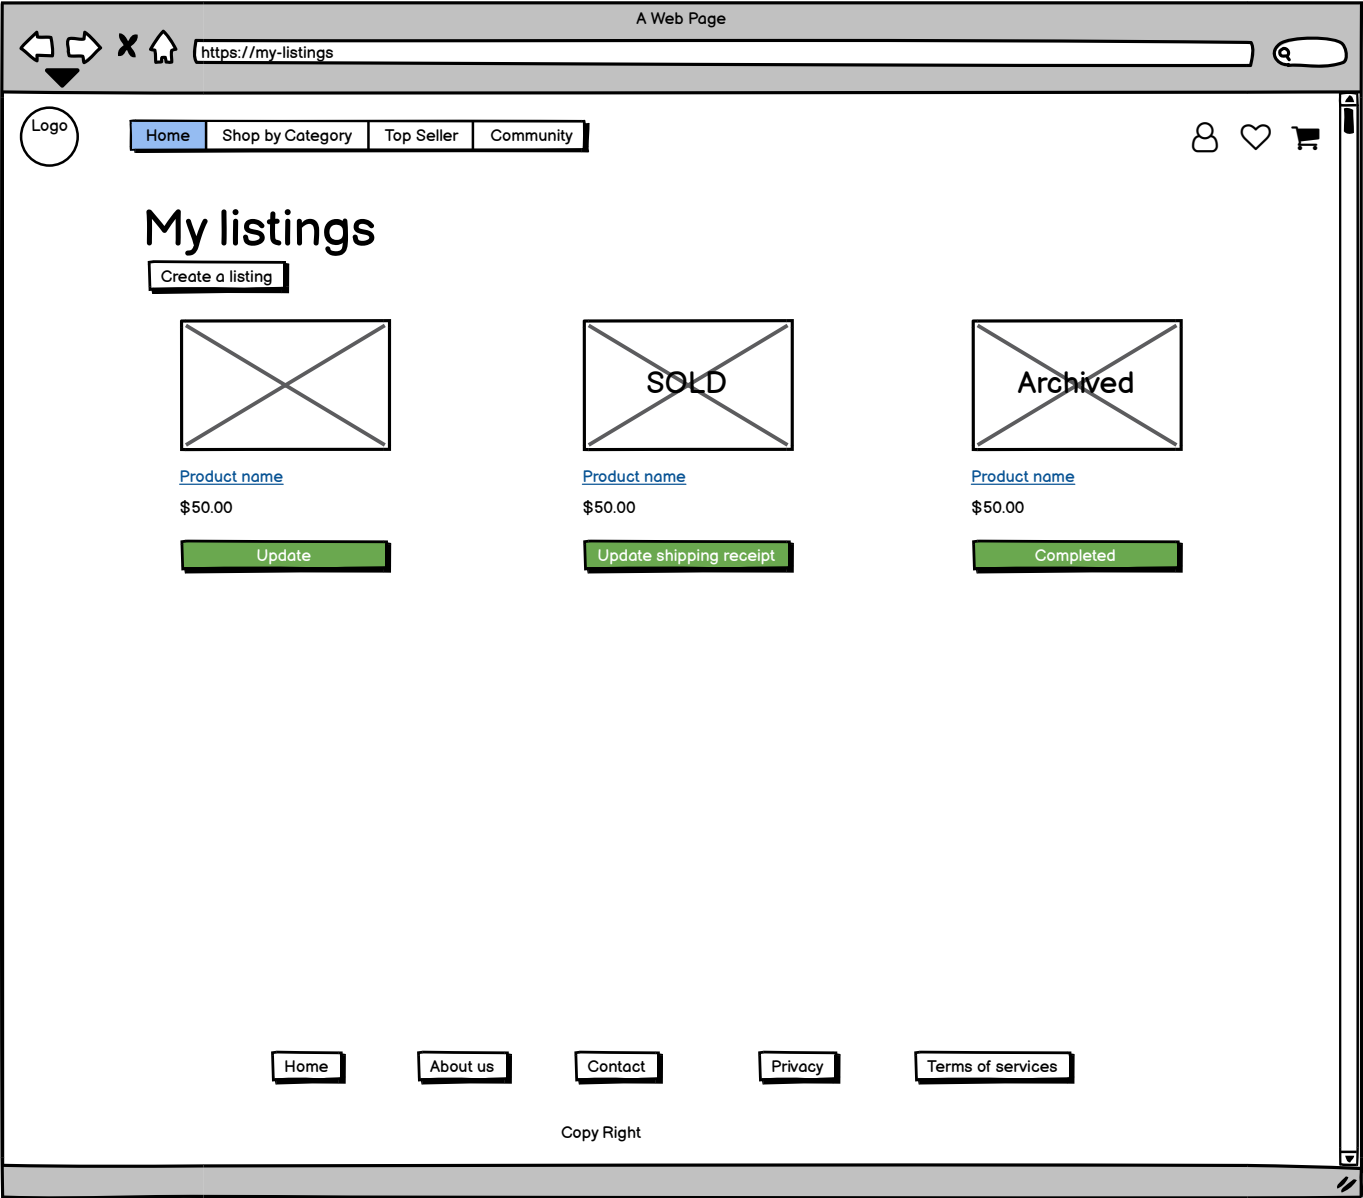 A Web Page
https://my-listings
Logo
Home Shop by Category Top Seller Community
My listings
Create a listing
SOLD Archived
Product name Product name Product name
$50.00 $50.00 $50.00
Update Update shipping receipt Completed
Home About us Contact Privacy Terms of services
Copy Right